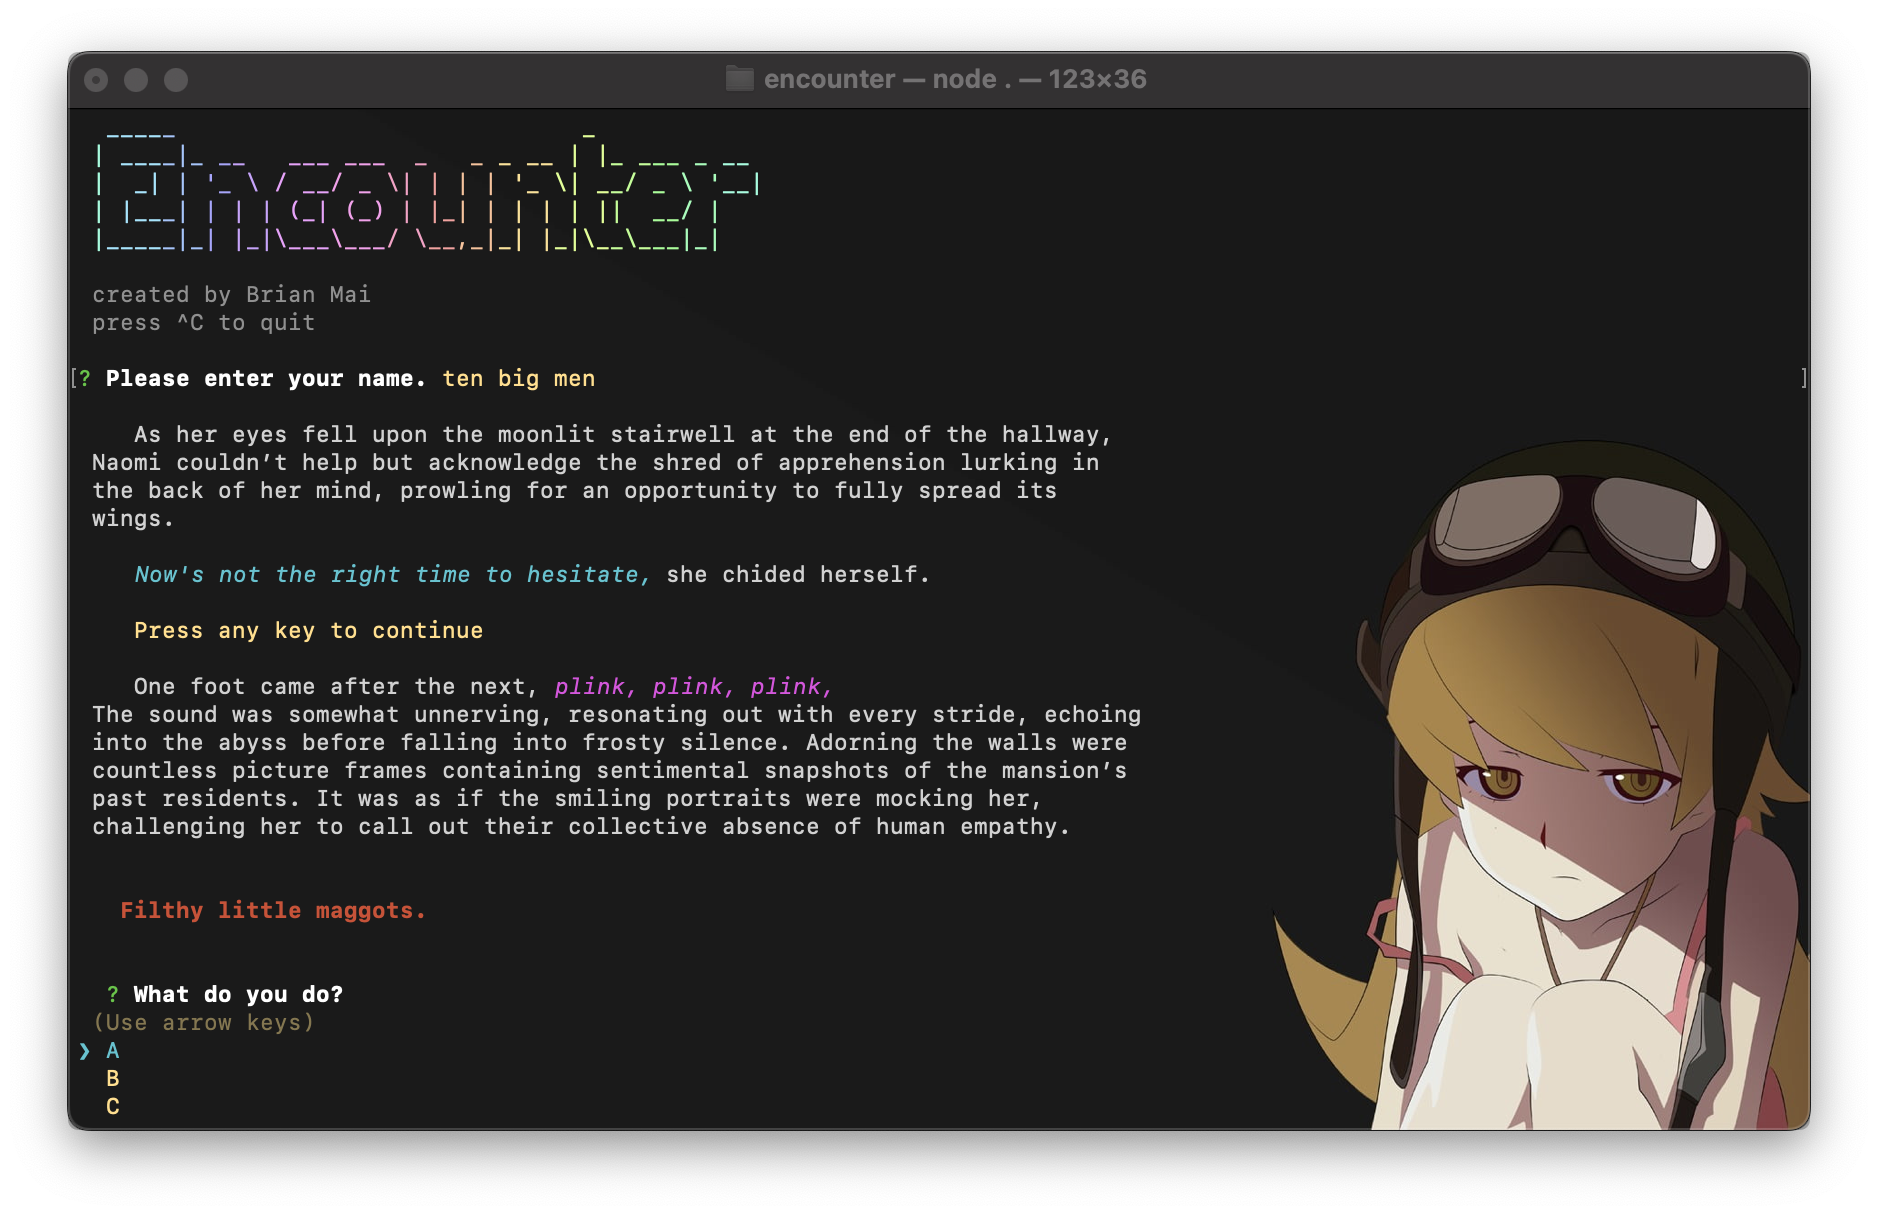 encounter — node . — 123×36
Encounter
created by Brian Mai
press ^C to quit
[? Please enter your name. ten big men ]
As her eyes fell upon the moonlit stairwell at the end of the hallway,
Naomi couldn’t help but acknowledge the shred of apprehension lurking in
the back of her mind, prowling for an opportunity to fully spread its
wings.
Now's not the right time to hesitate, she chided herself.
Press any key to continue
One foot came after the next, plink, plink, plink,
The sound was somewhat unnerving, resonating out with every stride, echoing
into the abyss before falling into frosty silence. Adorning the walls were
countless picture frames containing sentimental snapshots of the mansion’s
past residents. It was as if the smiling portraits were mocking her,
challenging her to call out their collective absence of human empathy.
Filthy little maggots.
? What do you do?
(Use arrow keys)
❯ A
B
C